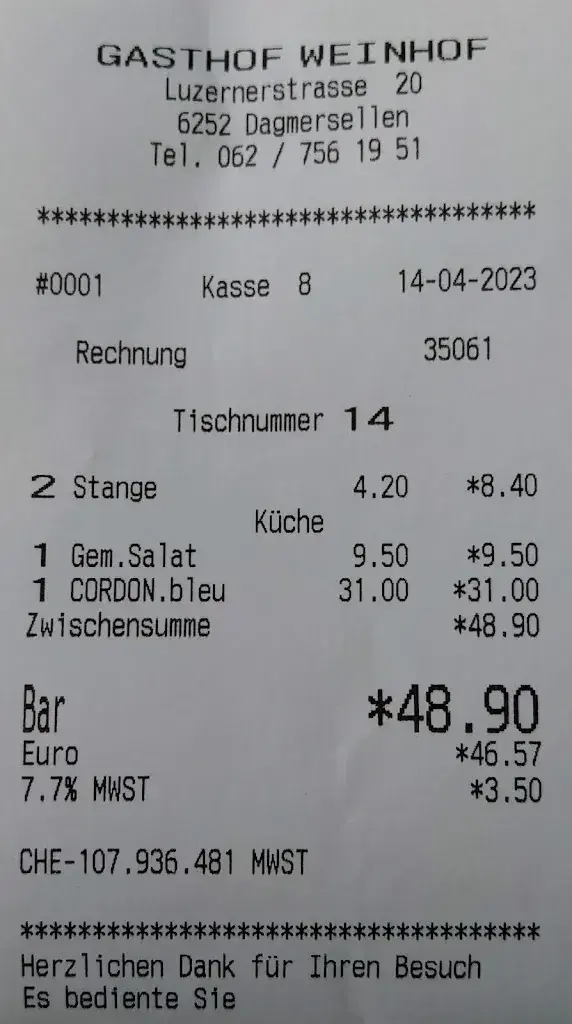 GASTHOF WEINHOF
Luzernerstrasse 20
6252 Dagmersellen
Tel. 062 / 756 19 51
************************************
#0001 Kasse 8 14-04-2023
Rechnung 35061
Tischnummer 14
2 Stange 4.20 *8.40
Küche
1 Gem.Salat 9.50 *9.50
1 CORDON.bleu 31.00 *31.00
Zwischensumme *48.90
Bar *48.90
Euro *46.57
7.7% MWST *3.50
CHE-107.936.481 MWST
************************************
Herzlichen Dank für Ihren Besuch
Es bediente Sie